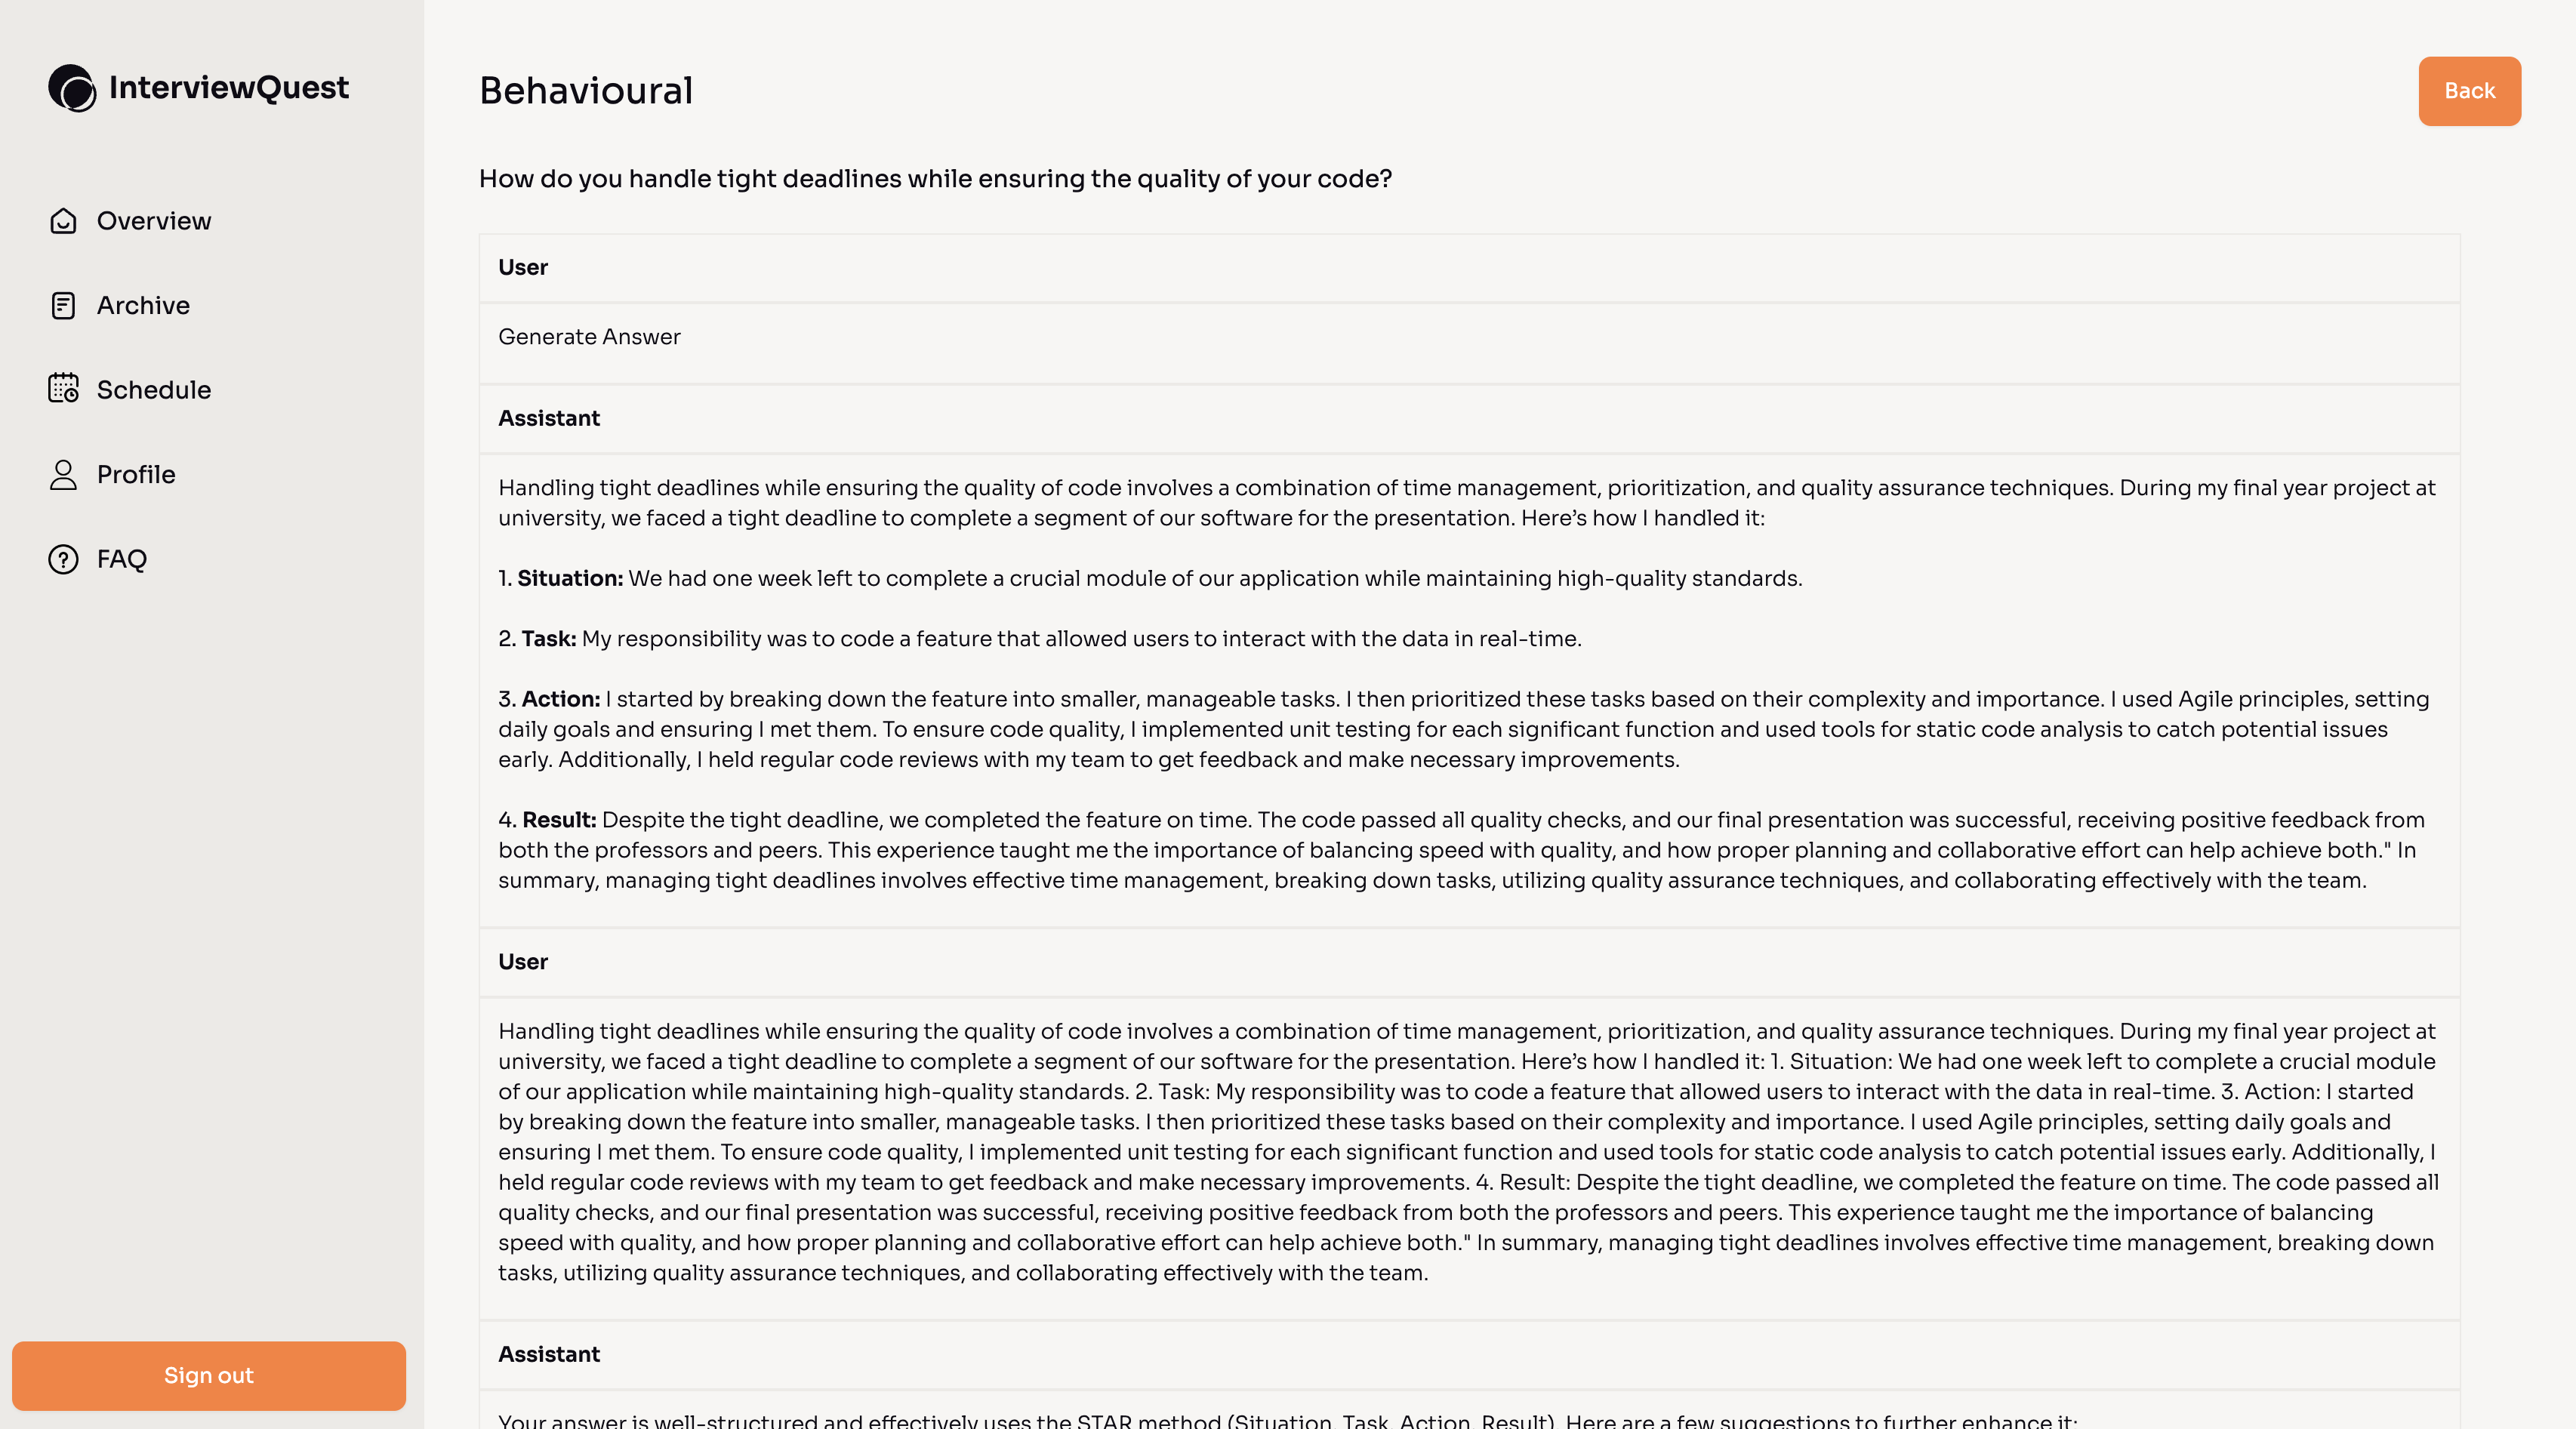 InterviewQuest
Overview
Archive
Schedule
Profile
FAQ
Sign out
Behavioural
Back
How do you handle tight deadlines while ensuring the quality of your code?
User
Generate Answer
Assistant
Handling tight deadlines while ensuring the quality of code involves a combination of time management, prioritization, and quality assurance techniques. During my final year project at
university, we faced a tight deadline to complete a segment of our software for the presentation. Here’s how I handled it:
1. Situation: We had one week left to complete a crucial module of our application while maintaining high-quality standards.
2. Task: My responsibility was to code a feature that allowed users to interact with the data in real-time.
3. Action: I started by breaking down the feature into smaller, manageable tasks. I then prioritized these tasks based on their complexity and importance. I used Agile principles, setting
daily goals and ensuring I met them. To ensure code quality, I implemented unit testing for each significant function and used tools for static code analysis to catch potential issues
early. Additionally, I held regular code reviews with my team to get feedback and make necessary improvements.
4. Result: Despite the tight deadline, we completed the feature on time. The code passed all quality checks, and our final presentation was successful, receiving positive feedback from
both the professors and peers. This experience taught me the importance of balancing speed with quality, and how proper planning and collaborative effort can help achieve both." In
summary, managing tight deadlines involves effective time management, breaking down tasks, utilizing quality assurance techniques, and collaborating effectively with the team.
User
Handling tight deadlines while ensuring the quality of code involves a combination of time management, prioritization, and quality assurance techniques. During my final year project at
university, we faced a tight deadline to complete a segment of our software for the presentation. Here’s how I handled it: 1. Situation: We had one week left to complete a crucial module
of our application while maintaining high-quality standards. 2. Task: My responsibility was to code a feature that allowed users to interact with the data in real-time. 3. Action: I started
by breaking down the feature into smaller, manageable tasks. I then prioritized these tasks based on their complexity and importance. I used Agile principles, setting daily goals and
ensuring I met them. To ensure code quality, I implemented unit testing for each significant function and used tools for static code analysis to catch potential issues early. Additionally, I
held regular code reviews with my team to get feedback and make necessary improvements. 4. Result: Despite the tight deadline, we completed the feature on time. The code passed all
quality checks, and our final presentation was successful, receiving positive feedback from both the professors and peers. This experience taught me the importance of balancing
speed with quality, and how proper planning and collaborative effort can help achieve both." In summary, managing tight deadlines involves effective time management, breaking down
tasks, utilizing quality assurance techniques, and collaborating effectively with the team.
Assistant
Your answer is well-structured and effectively uses the STAR method (Situation, Task, Action, Result). Here are a few suggestions to further enhance it: